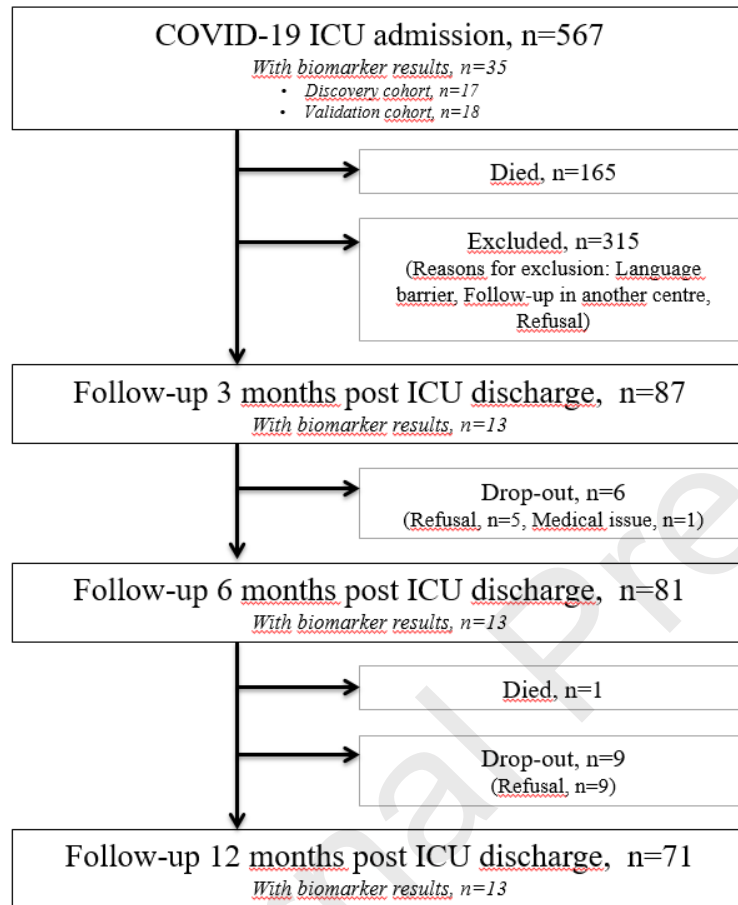 COVID-19 ICU admission, n=567
With biomarker results, n=35
• Discovery cohort, n=17
• Validation cohort, n=18
Died, n=165
Excluded, n=315
(Reasons for exclusion: Language
barrier, Follow-up in another centre,
Refusal)
Follow-up 3 months post ICU discharge, n=87
With biomarker results, n=13
Drop-out, n=6
(Refusal, n=5, Medical issue, n=1)
Follow-up 6 months post ICU discharge, n=81
With biomarker results, n=13
Died, n=1
Drop-out, n=9
(Refusal, n=9)
Follow-up 12 months post ICU discharge, n=71
With biomarker results, n=13
nal Pre